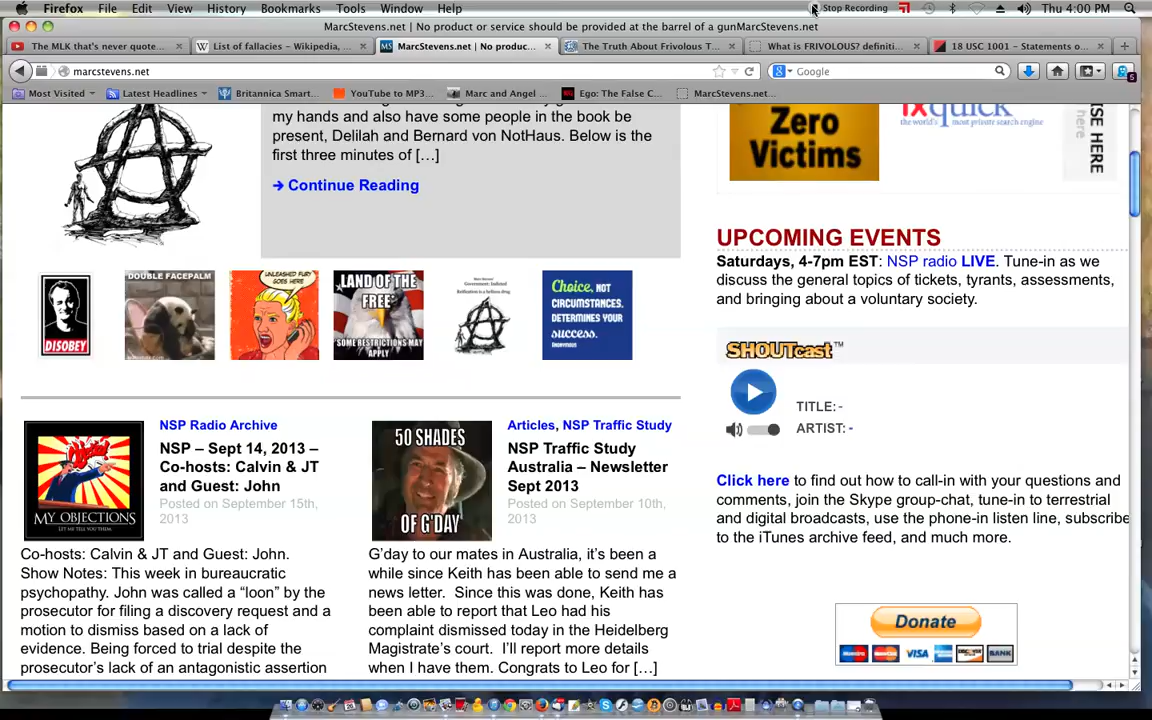 Firefox File Edit View History Bookmarks Tools Window Help Stop Recording Thu 4:00 PM
MarcStevens.net | No product or service should be provided at the barrel of a gunMarcStevens.net
The MLK that's never quote... List of fallacies – Wikipedia, ... MarcStevens.net | No produc... The Truth About Frivolous T... What is FRIVOLOUS? definiti... 18 USC 1001 - Statements o...
marcstevens.net Google
Most Visited Latest Headlines Britannica Smart... YouTube to MP3... Marc and Angel ... Ego: The False C... MarcStevens.net...
my hands and also have some people in the book be
present, Delilah and Bernard von NotHaus. Below is the
first three minutes of […]
→ Continue Reading
Zero
Victims
ixquick
the world's most private search engine
ISE HERE
here
DISOBEY
DOUBLE FACEPALM
UNLEASHED FURY
GOES HERE
LAND OF THE
FREE*
SOME RESTRICTIONS MAY
APPLY
Choice, NOT
CIRCUMSTANCES,
DETERMINES YOUR
success.
UPCOMING EVENTS
Saturdays, 4-7pm EST: NSP radio LIVE. Tune-in as we
discuss the general topics of tickets, tyrants, assessments,
and bringing about a voluntary society.
SHOUTcast™
TITLE: -
ARTIST: -
Click here to find out how to call-in with your questions and
comments, join the Skype group-chat, tune-in to terrestrial
and digital broadcasts, use the phone-in listen line, subscribe
to the iTunes archive feed, and much more.
Donate
VISA DISCOVER BANK
MY OBJECTIONS
LET ME TELL YOU THEM
NSP Radio Archive
NSP – Sept 14, 2013 –
Co-hosts: Calvin & JT
and Guest: John
Posted on September 15th,
2013
Co-hosts: Calvin & JT and Guest: John.
Show Notes: This week in bureaucratic
psychopathy. John was called a “loon” by the
prosecutor for filing a discovery request and a
motion to dismiss based on a lack of
evidence. Being forced to trial despite the
prosecutor's lack of an antagonistic assertion
50 SHADES
OF G'DAY
Articles, NSP Traffic Study
NSP Traffic Study
Australia – Newsletter
Sept 2013
Posted on September 10th,
2013
G'day to our mates in Australia, it's been a
while since Keith has been able to send me a
news letter. Since this was done, Keith has
been able to report that Leo had his
complaint dismissed today in the Heidelberg
Magistrate's court. I'll report more details
when I have them. Congrats to Leo for […]